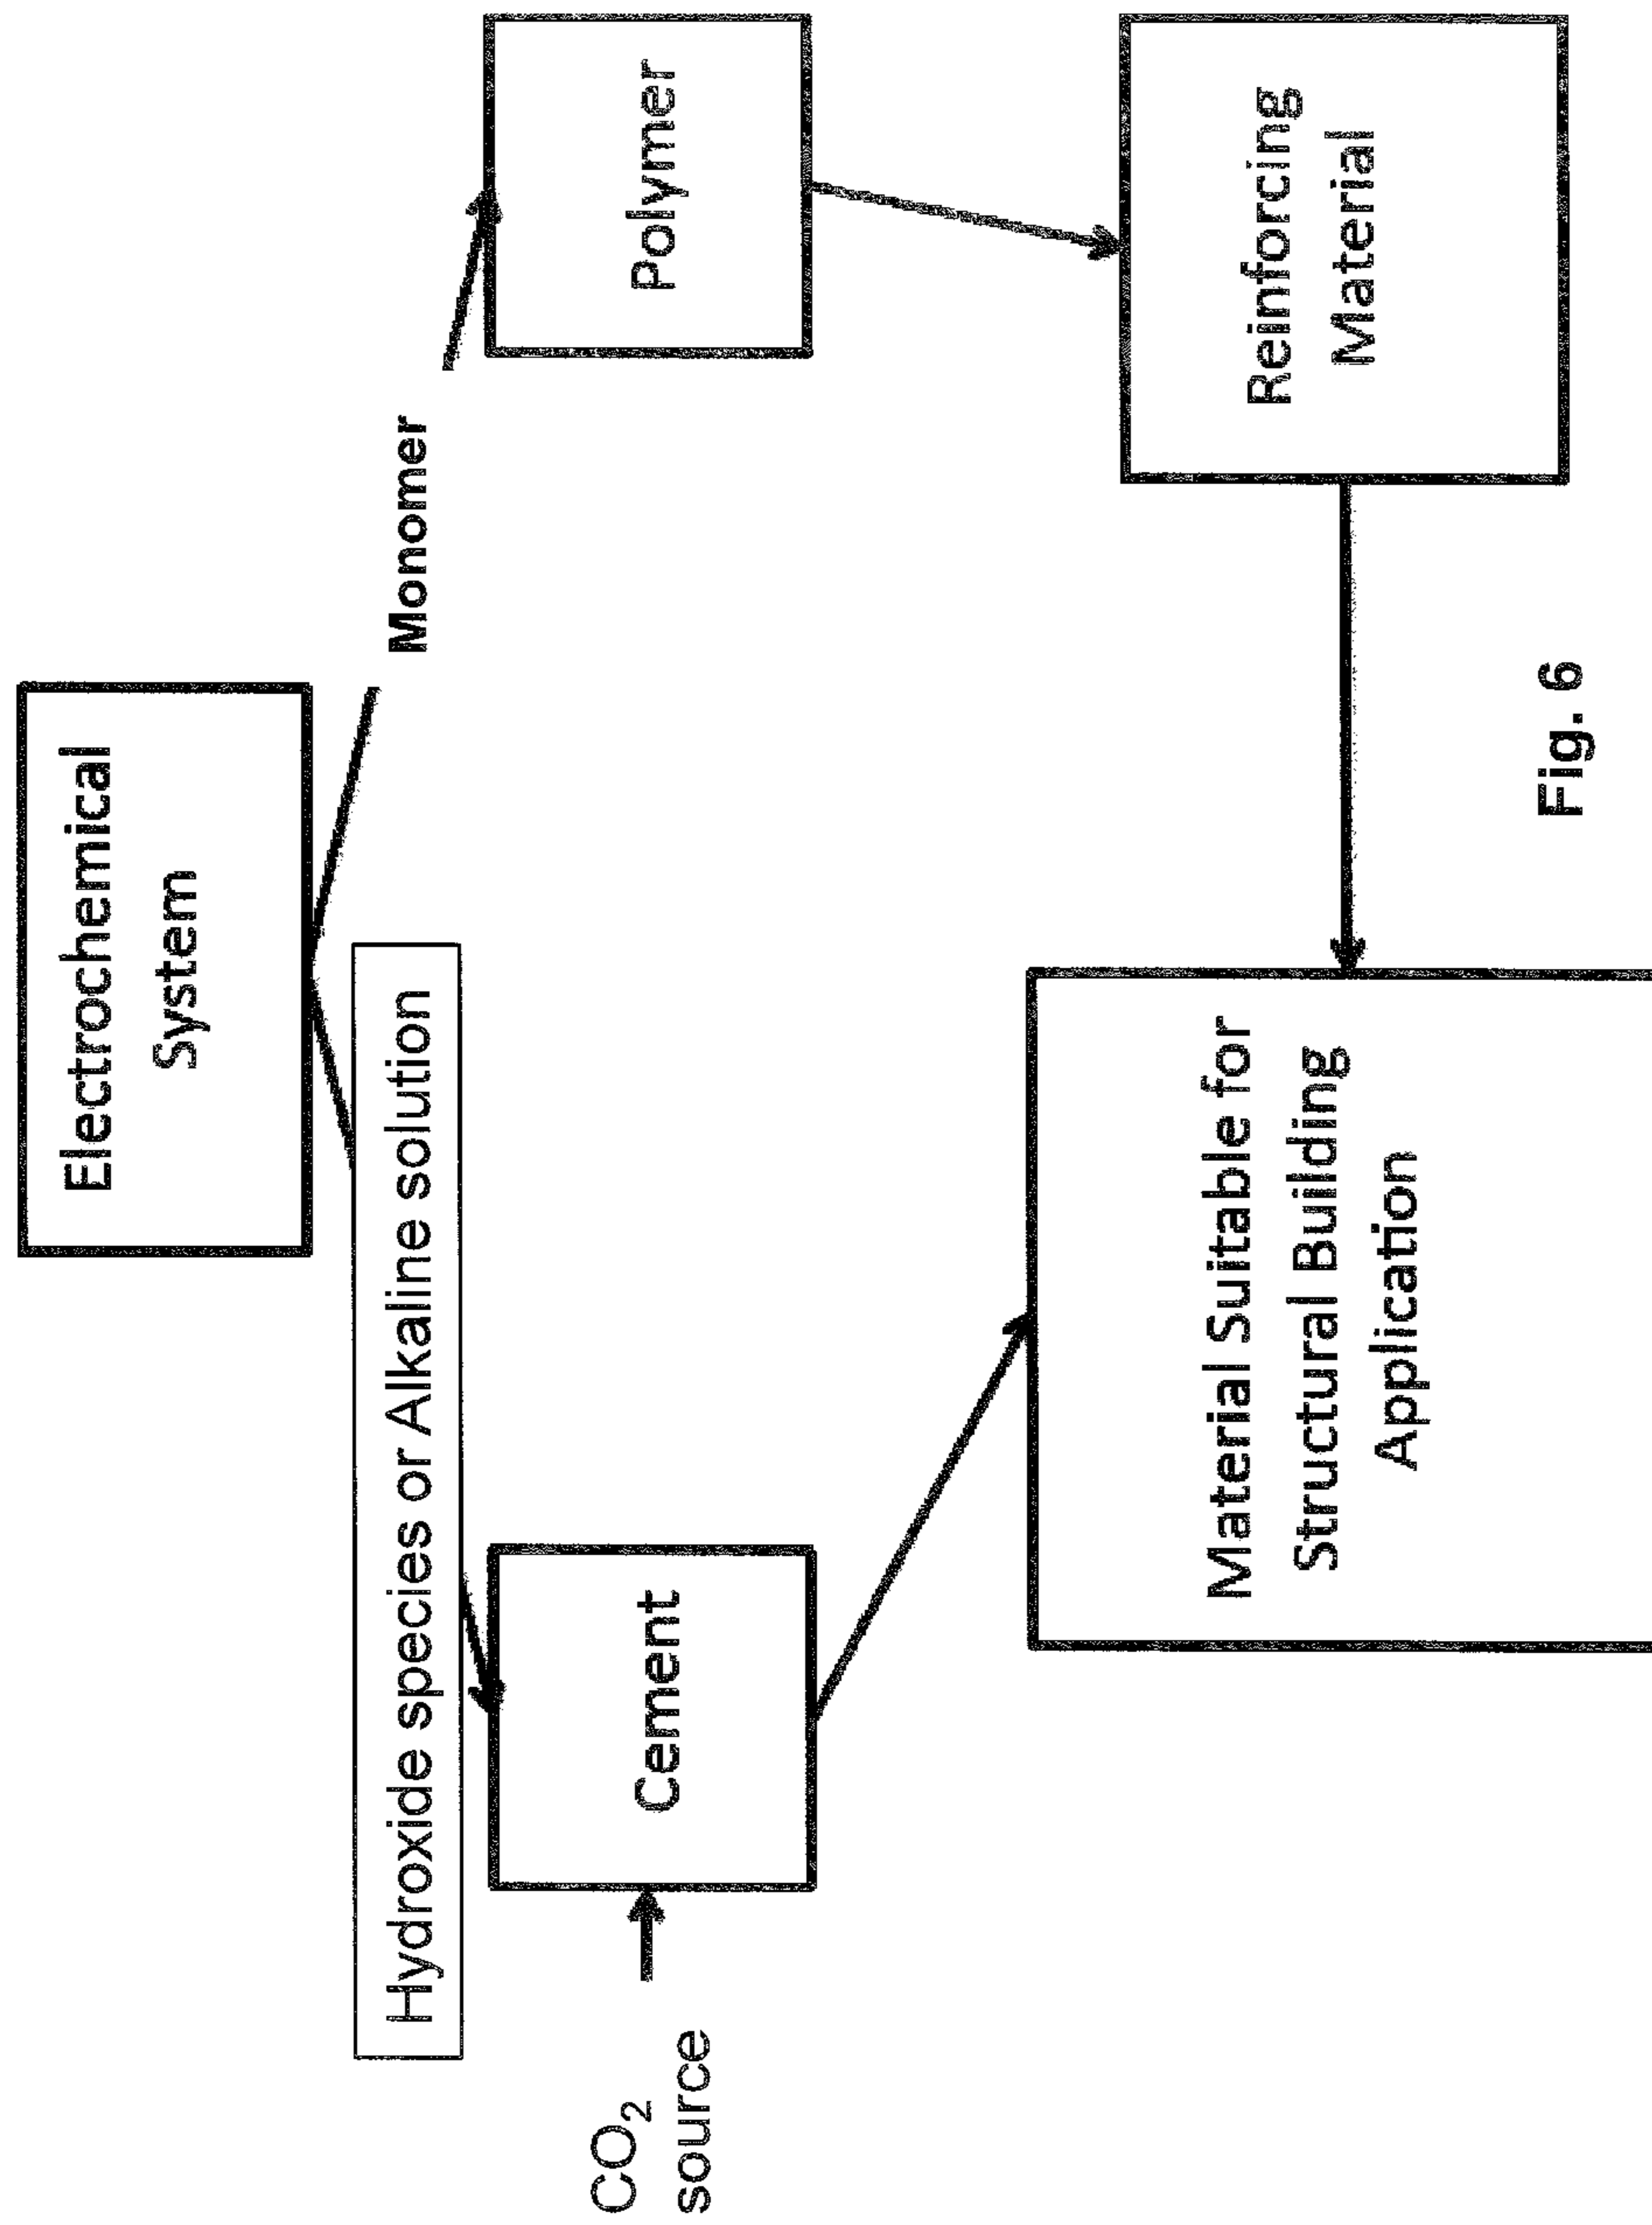 Electrochemical
System
Hydroxide species or Alkaline solution
Monomer
CO₂
source
Cement
Polymer
Material Suitable for
Structural Building
Application
Reinforcing
Material
Fig. 6